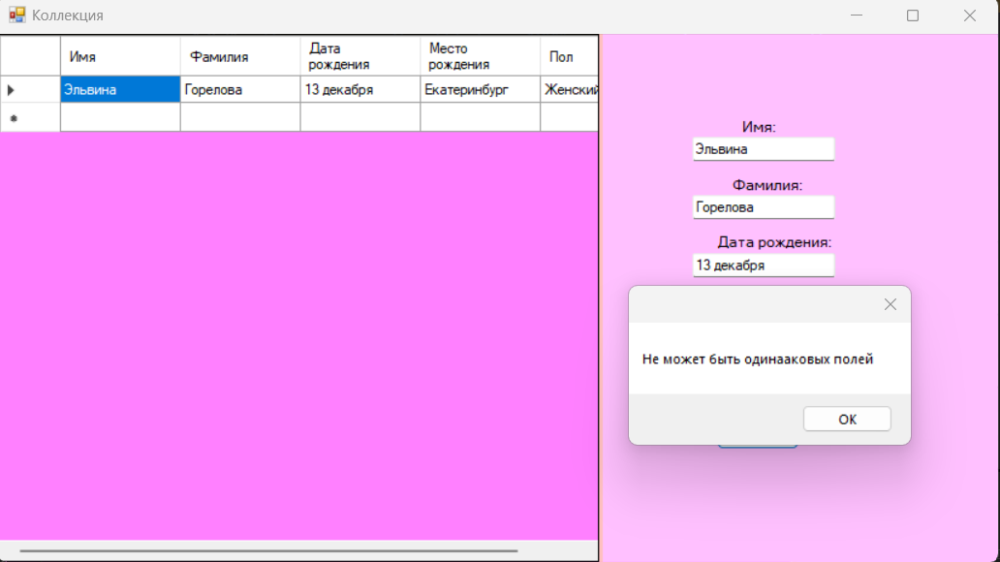 Коллекция
Имя Фамилия Дата рождения Место рождения Пол
Эльвина Горелова 13 декабря Екатеринбург Женский
Имя:
Эльвина
Фамилия:
Горелова
Дата рождения:
13 декабря
Не может быть одинааковых полей
OK